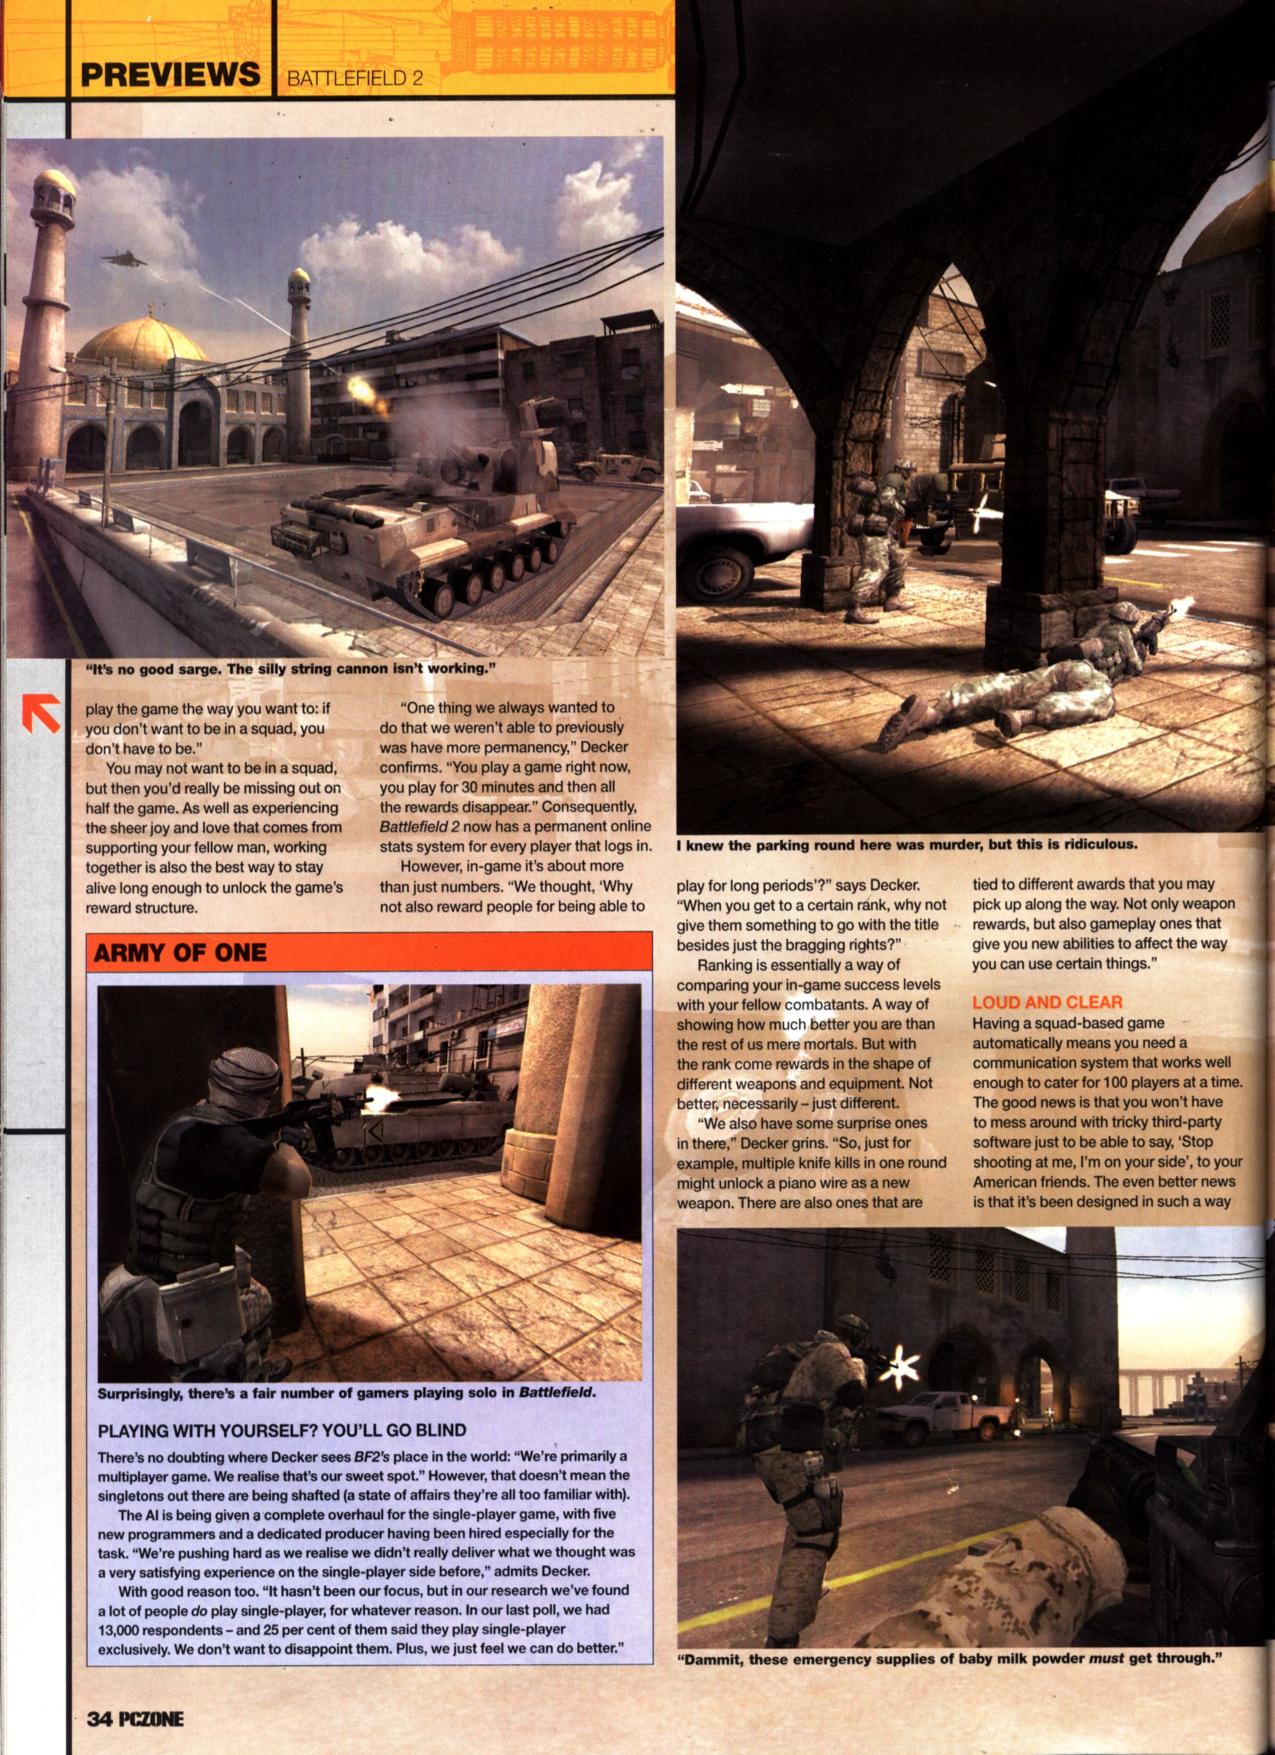 PREVIEWS
BATTLEFIELD 2
“It’s no good sarge. The silly string cannon isn’t working.”
play the game the way you want to: if
you don’t want to be in a squad, you
don’t have to be.”
You may not want to be in a squad,
but then you’d really be missing out on
half the game. As well as experiencing
the sheer joy and love that comes from
supporting your fellow man, working
together is also the best way to stay
alive long enough to unlock the game’s
reward structure.
“One thing we always wanted to
do that we weren’t able to previously
was have more permanency,” Decker
confirms. “You play a game right now,
you play for 30 minutes and then all
the rewards disappear.” Consequently,
Battlefield 2 now has a permanent online
stats system for every player that logs in.
However, in-game it’s about more
than just numbers. “We thought, ‘Why
not also reward people for being able to
I knew the parking round here was murder, but this is ridiculous.
play for long periods’?” says Decker.
“When you get to a certain rank, why not
give them something to go with the title
besides just the bragging rights?”
Ranking is essentially a way of
comparing your in-game success levels
with your fellow combatants. A way of
showing how much better you are than
the rest of us mere mortals. But with
the rank come rewards in the shape of
different weapons and equipment. Not
better, necessarily – just different.
“We also have some surprise ones
in there,” Decker grins. “So, just for
example, multiple knife kills in one round
might unlock a piano wire as a new
weapon. There are also ones that are
tied to different awards that you may
pick up along the way. Not only weapon
rewards, but also gameplay ones that
give you new abilities to affect the way
you can use certain things.”
LOUD AND CLEAR
Having a squad-based game
automatically means you need a
communication system that works well
enough to cater for 100 players at a time.
The good news is that you won’t have
to mess around with tricky third-party
software just to be able to say, ‘Stop
shooting at me, I’m on your side’, to your
American friends. The even better news
is that it’s been designed in such a way
ARMY OF ONE
Surprisingly, there’s a fair number of gamers playing solo in Battlefield.
PLAYING WITH YOURSELF? YOU’LL GO BLIND
There’s no doubting where Decker sees BF2’s place in the world: “We’re primarily a
multiplayer game. We realise that’s our sweet spot.” However, that doesn’t mean the
singletons out there are being shafted (a state of affairs they’re all too familiar with).
The AI is being given a complete overhaul for the single-player game, with five
new programmers and a dedicated producer having been hired especially for the
task. “We’re pushing hard as we realise we didn’t really deliver what we thought was
a very satisfying experience on the single-player side before,” admits Decker.
With good reason too. “It hasn’t been our focus, but in our research we’ve found
a lot of people do play single-player, for whatever reason. In our last poll, we had
13,000 respondents – and 25 per cent of them said they play single-player
exclusively. We don’t want to disappoint them. Plus, we just feel we can do better.”
“Dammit, these emergency supplies of baby milk powder must get through.”
34 PCZONE